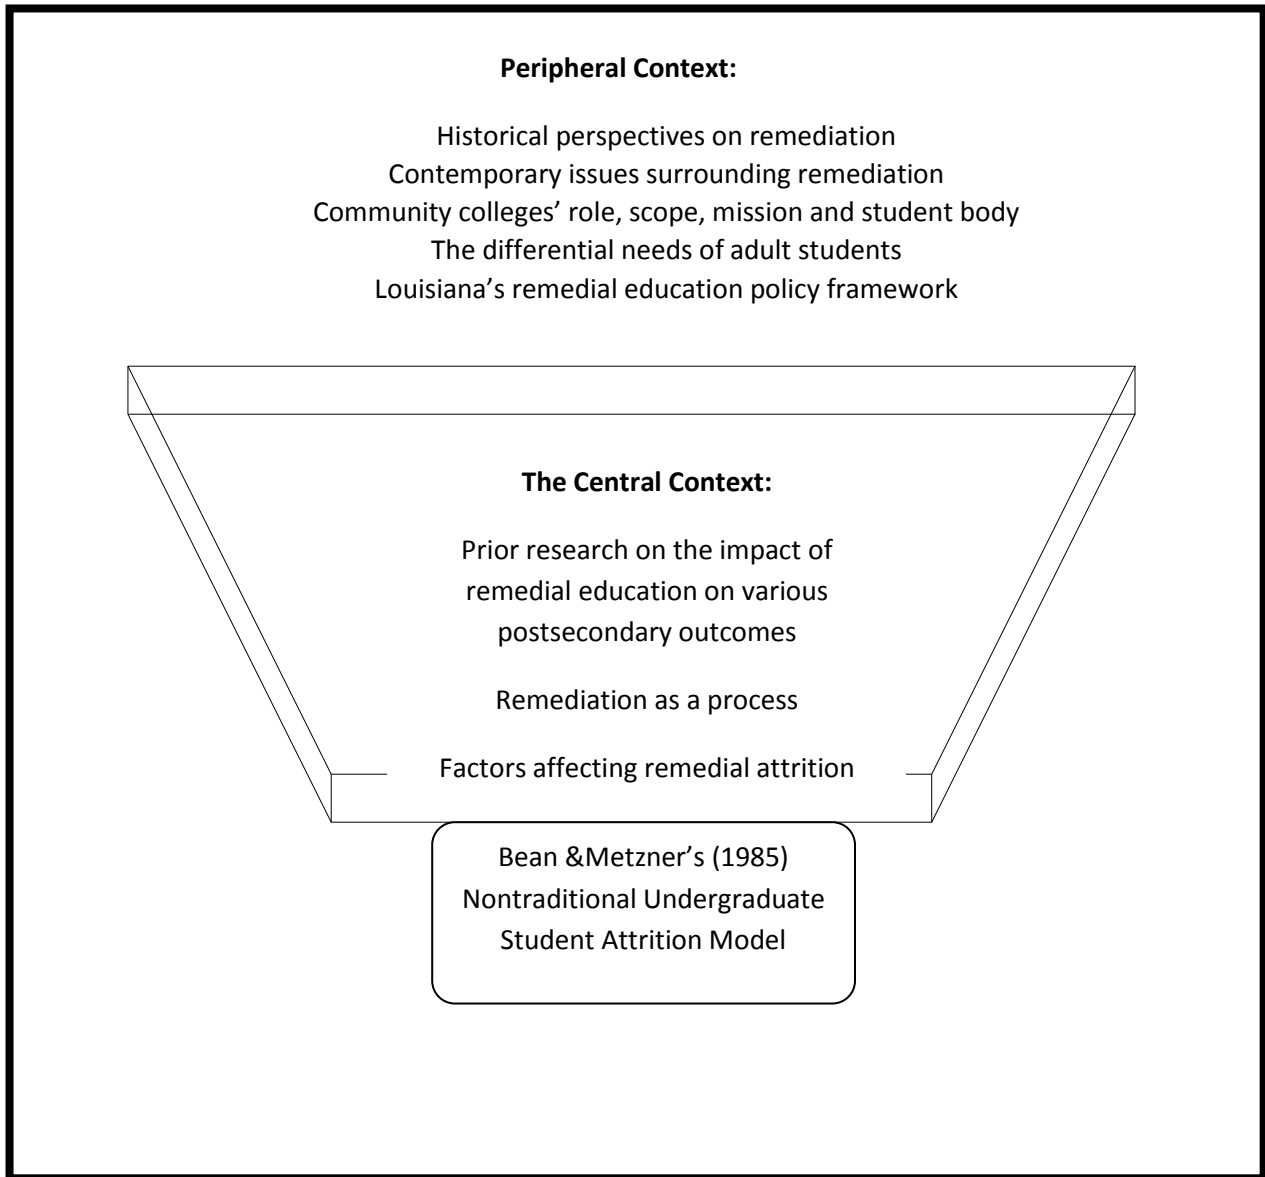 Peripheral Context:
Historical perspectives on remediation
Contemporary issues surrounding remediation
Community colleges’ role, scope, mission and student body
The differential needs of adult students
Louisiana’s remedial education policy framework
The Central Context:
Prior research on the impact of
remedial education on various
postsecondary outcomes
Remediation as a process
Factors affecting remedial attrition
Bean &Metzner’s (1985)
Nontraditional Undergraduate
Student Attrition Model